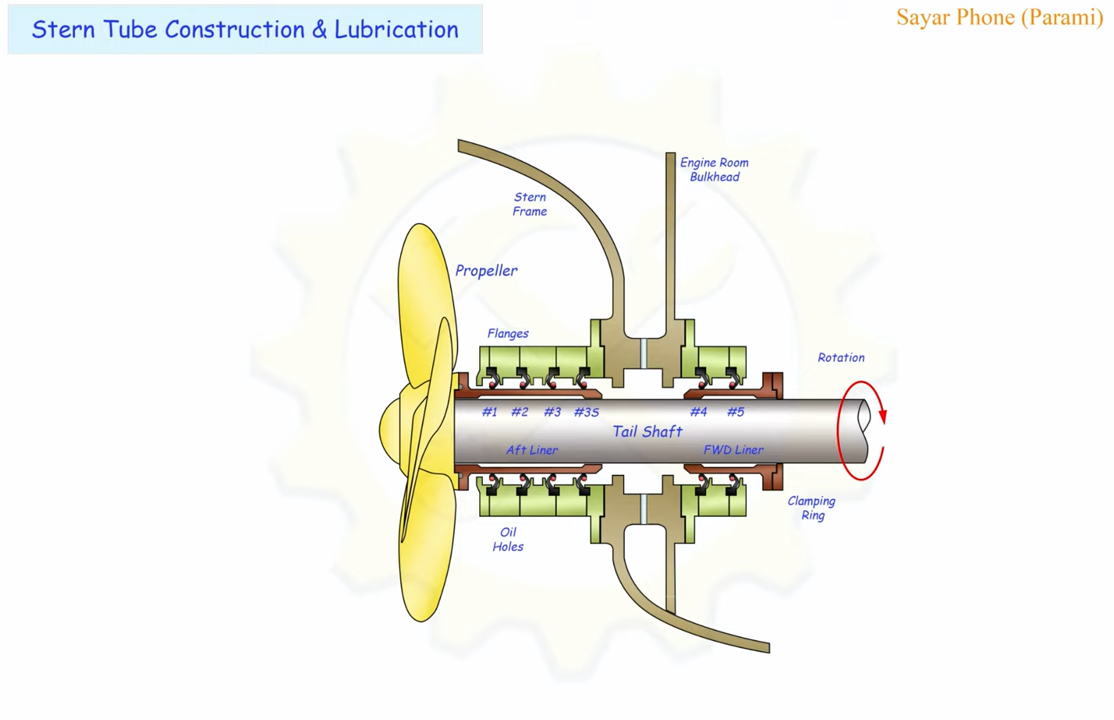 Stern Tube Construction & Lubrication
Sayar Phone (Parami)
Engine Room
Bulkhead
Stern
Frame
Propeller
Flanges
Rotation
#1 #2 #3 #3S #4 #5
Tail Shaft
Aft Liner
FWD Liner
Clamping
Ring
Oil
Holes